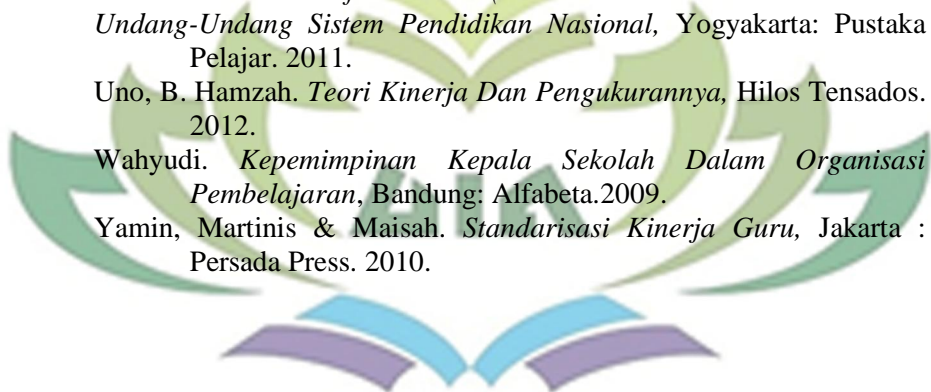 Undang-Undang Sistem Pendidikan Nasional, Yogyakarta: Pustaka
Pelajar. 2011.
Uno, B. Hamzah. Teori Kinerja Dan Pengukurannya, Hilos Tensados.
2012.
Wahyudi. Kepemimpinan Kepala Sekolah Dalam Organisasi
Pembelajaran, Bandung: Alfabeta.2009.
Yamin, Martinis & Maisah. Standarisasi Kinerja Guru, Jakarta :
Persada Press. 2010.